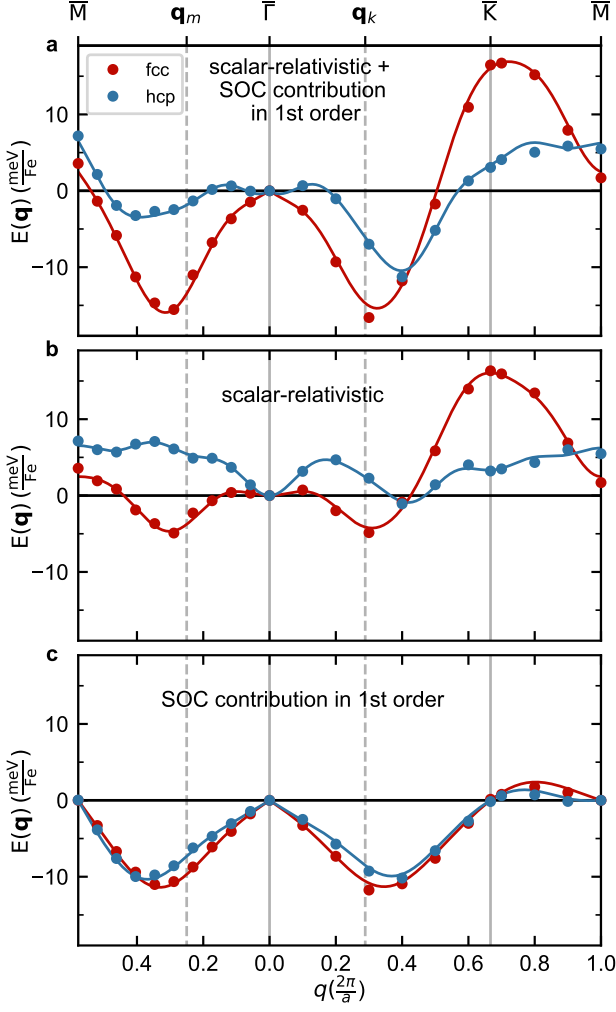 M̅ q_m Γ̅ q_k K̅ M̅
a
fcc
hcp
scalar-relativistic +
SOC contribution
in 1st order
E(q) (meV/Fe)
10
0
−10
b
scalar-relativistic
E(q) (meV/Fe)
10
0
−10
c
SOC contribution in 1st order
E(q) (meV/Fe)
10
0
−10
0.4 0.2 0.0 0.2 0.4 0.6 0.8 1.0
q(2π/a)